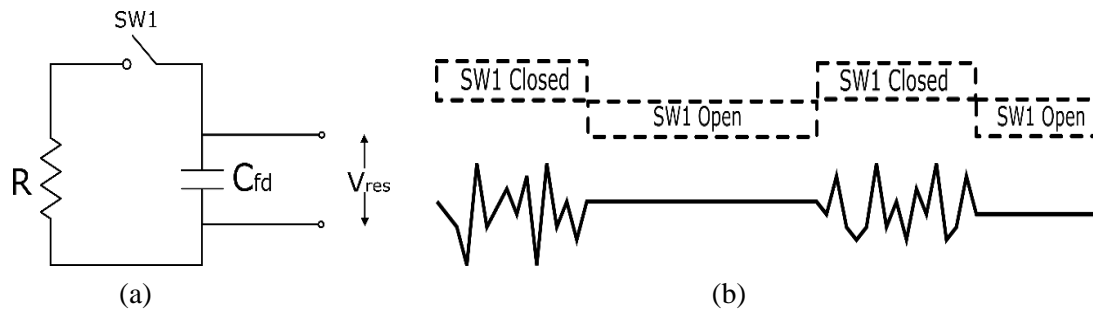 SW1
R
Cfd
Vres
(a)
SW1 Closed
SW1 Open
SW1 Closed
SW1 Open
(b)